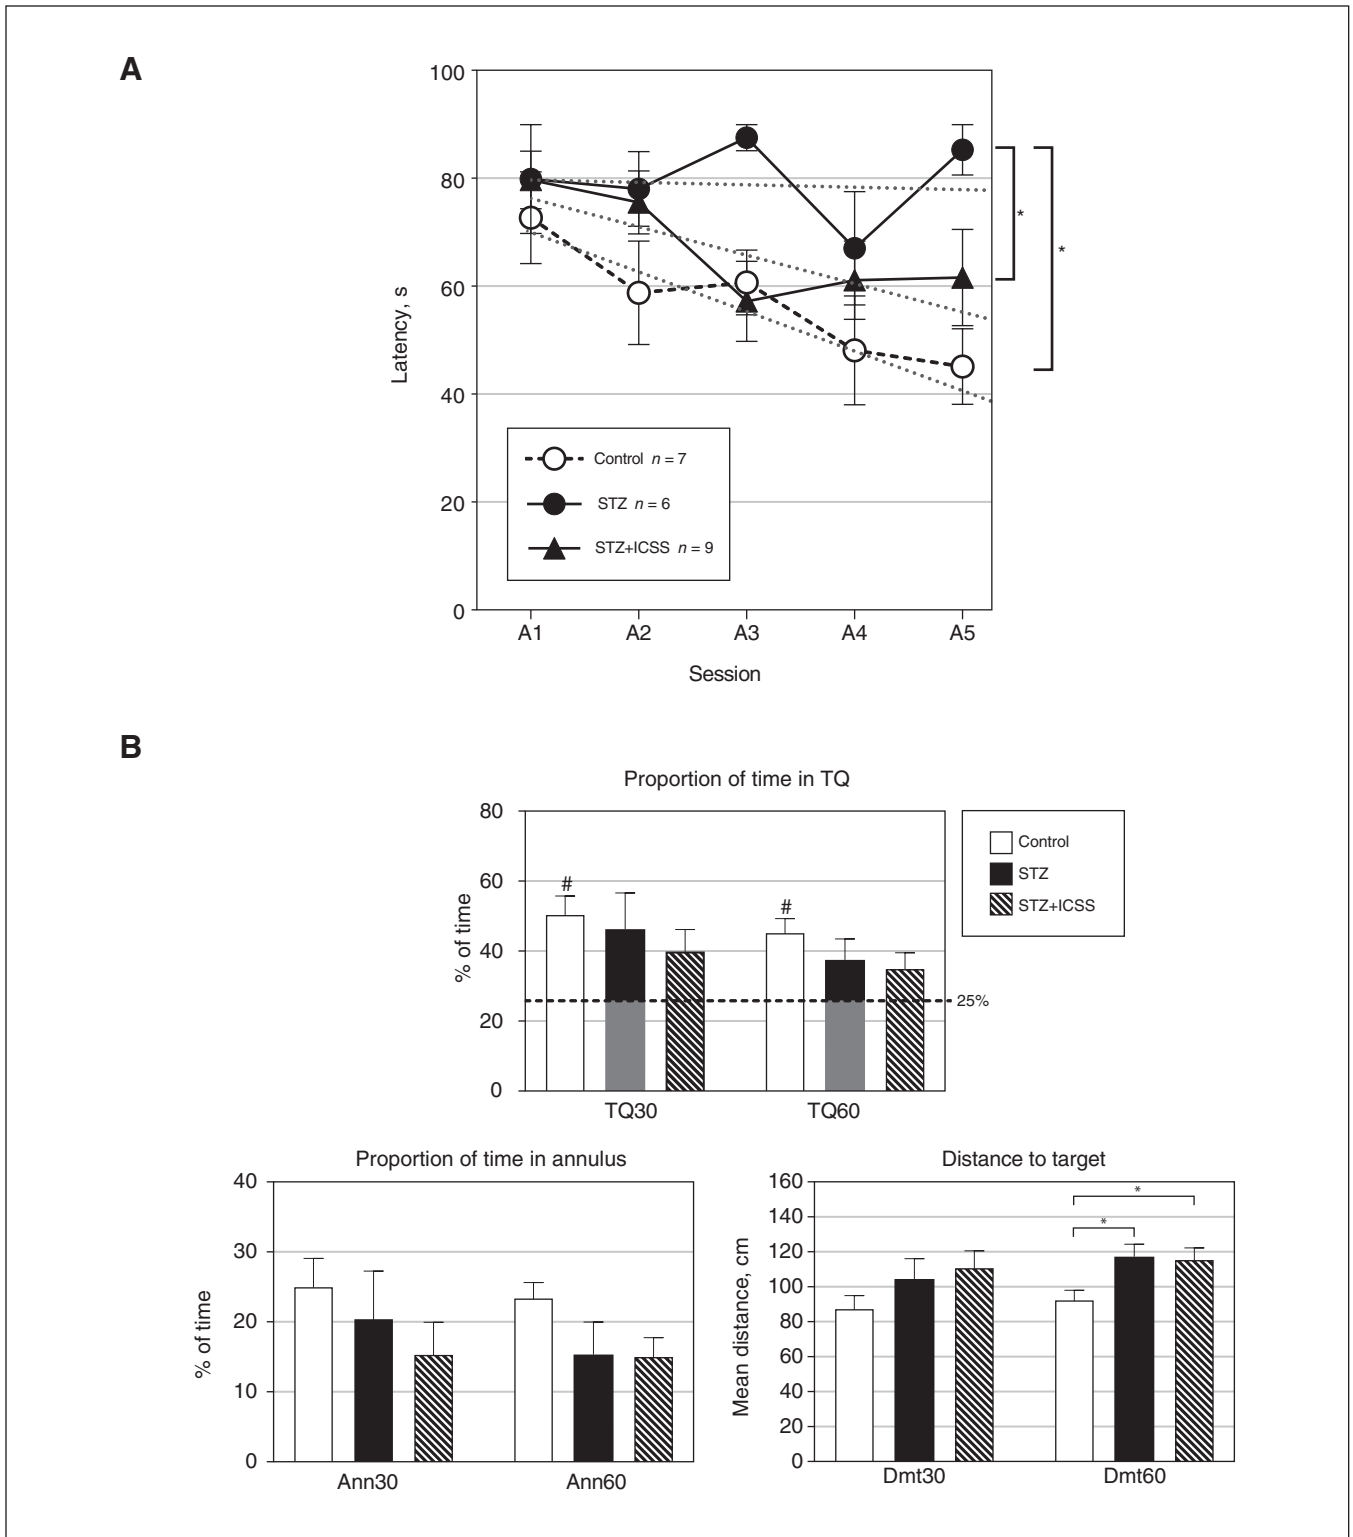 A
100
80
60
40
20
0
Latency, s
Control n = 7
STZ n = 6
STZ+ICSS n = 9
*
*
A1 A2 A3 A4 A5
Session
B
Proportion of time in TQ
80
60
40
20
0
% of time
#
#
25%
TQ30 TQ60
Control
STZ
STZ+ICSS
Proportion of time in annulus
40
30
20
10
0
% of time
Ann30 Ann60
Distance to target
160
140
120
100
80
60
40
20
0
Mean distance, cm
*
*
Dmt30 Dmt60